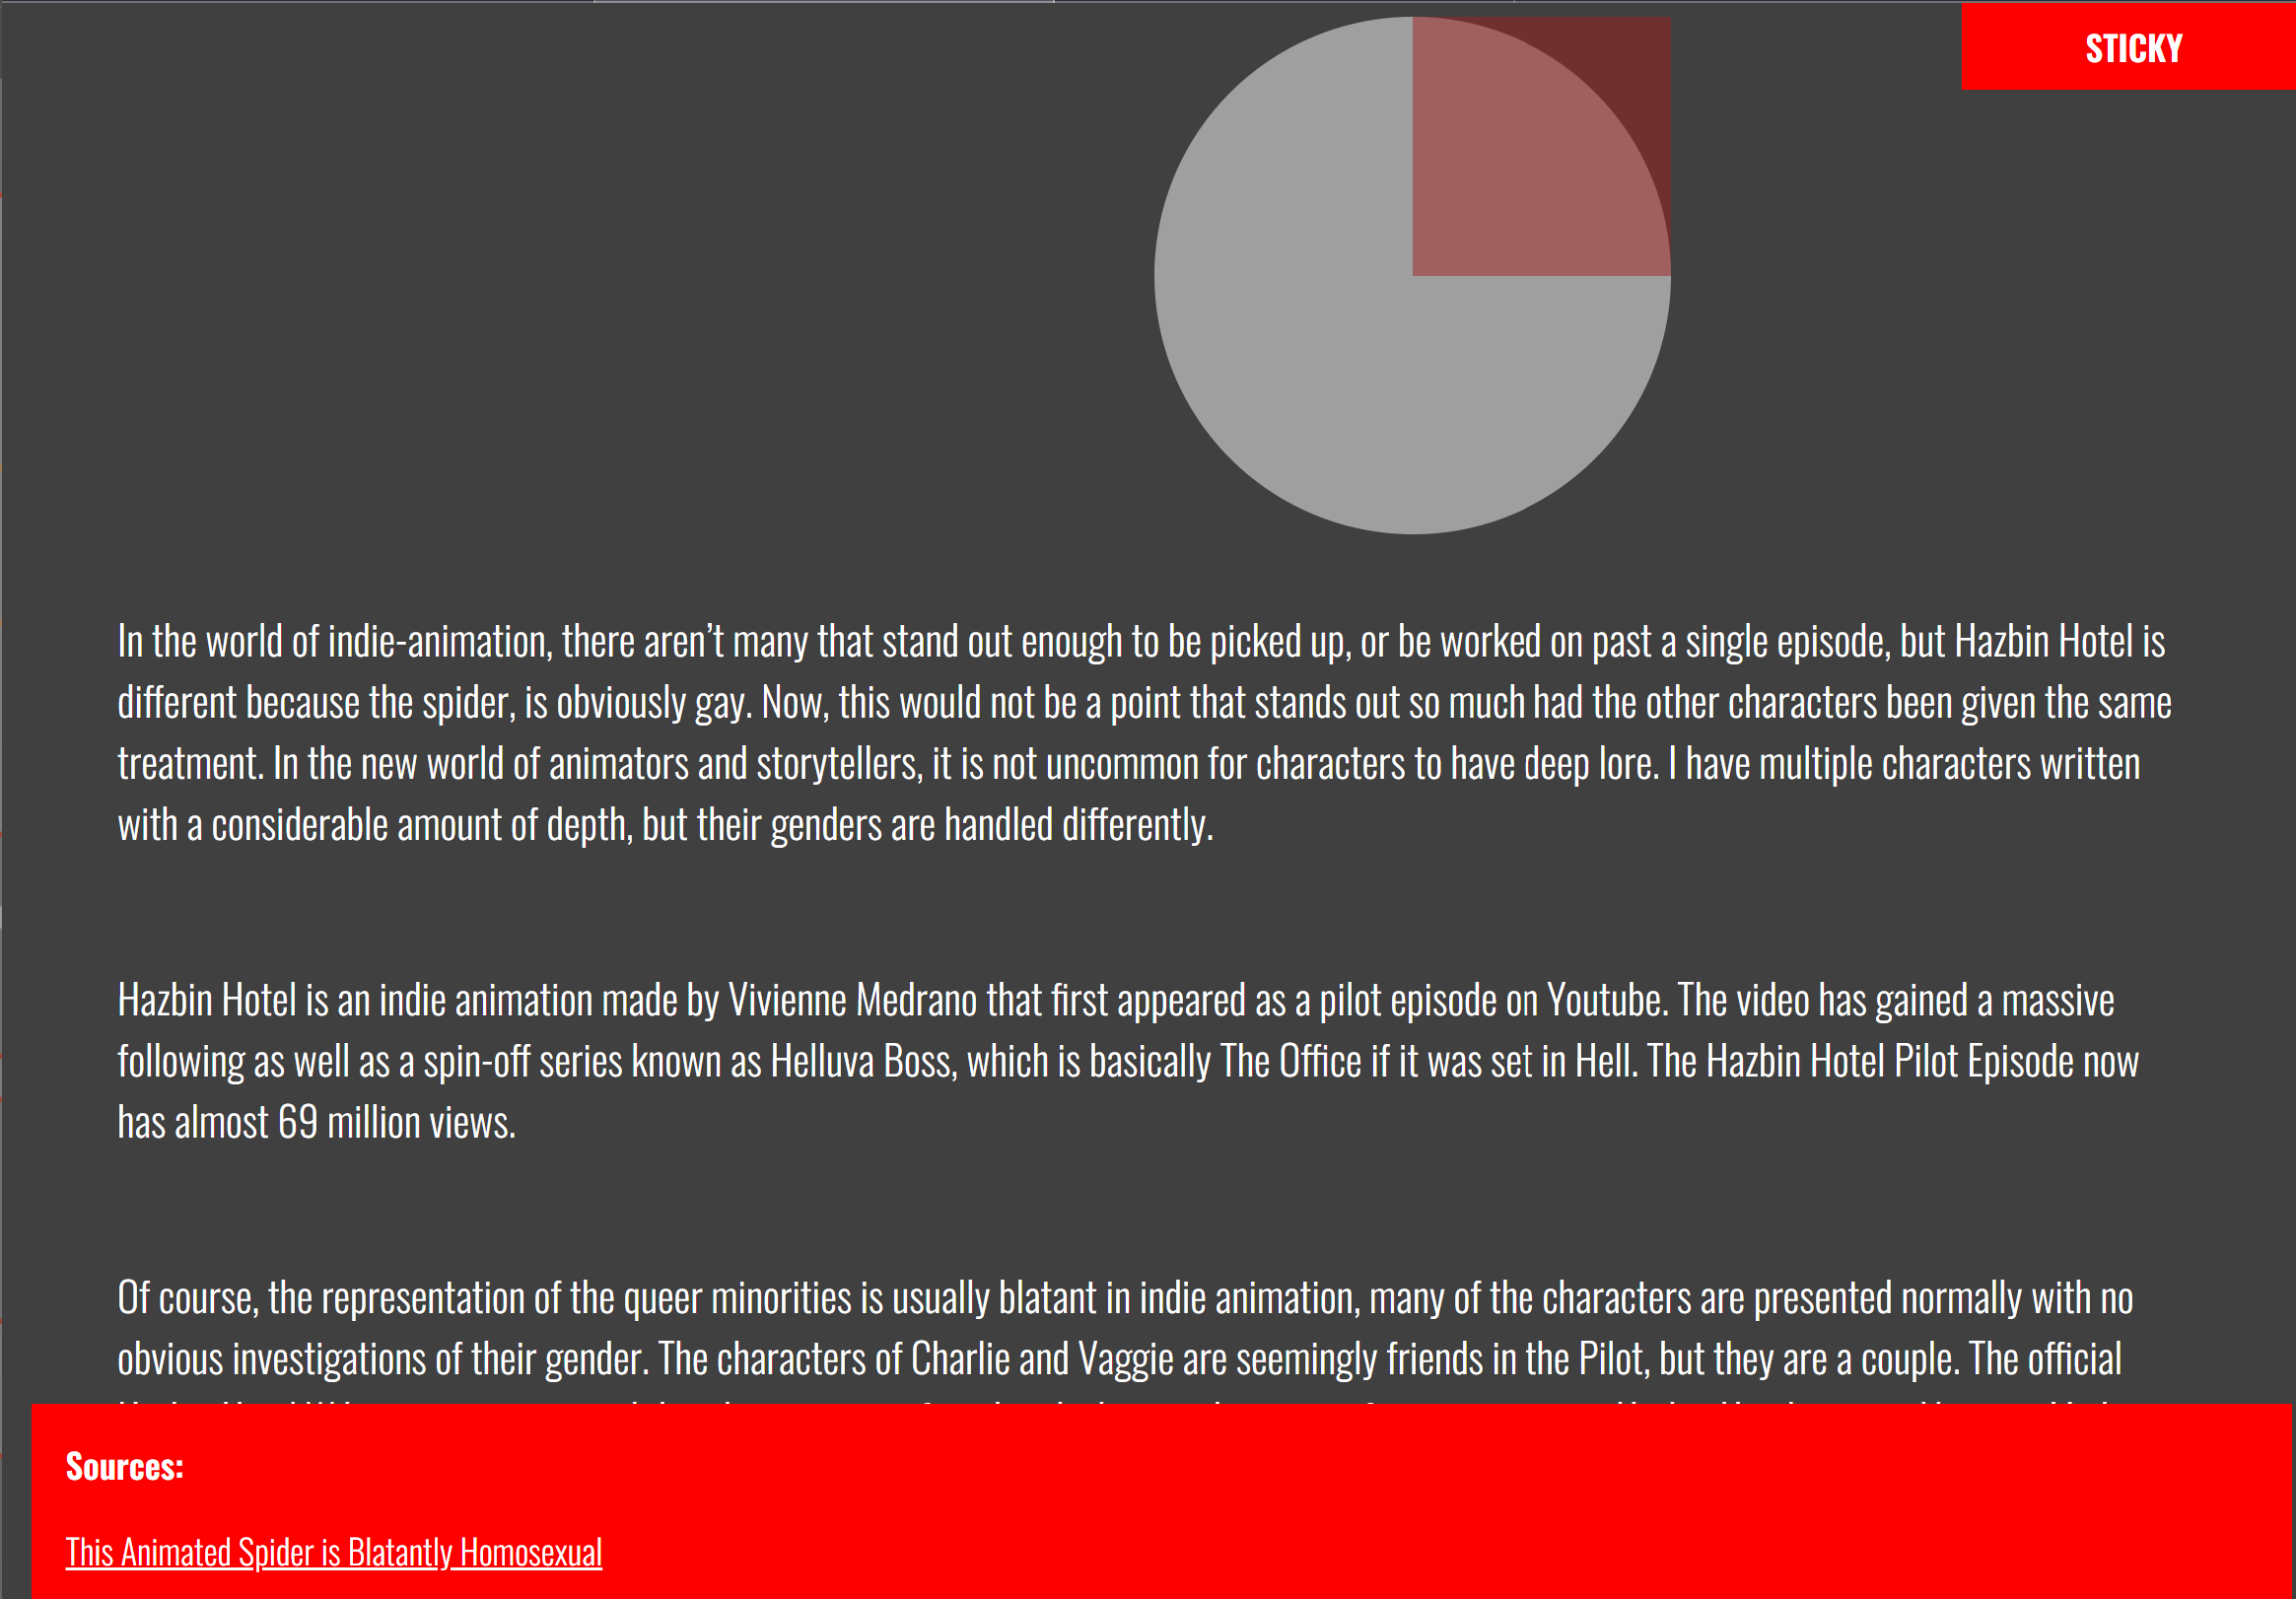 STICKY
In the world of indie-animation, there aren’t many that stand out enough to be picked up, or be worked on past a single episode, but Hazbin Hotel is
different because the spider, is obviously gay. Now, this would not be a point that stands out so much had the other characters been given the same
treatment. In the new world of animators and storytellers, it is not uncommon for characters to have deep lore. I have multiple characters written
with a considerable amount of depth, but their genders are handled differently.
Hazbin Hotel is an indie animation made by Vivienne Medrano that first appeared as a pilot episode on Youtube. The video has gained a massive
following as well as a spin-off series known as Helluva Boss, which is basically The Office if it was set in Hell. The Hazbin Hotel Pilot Episode now
has almost 69 million views.
Of course, the representation of the queer minorities is usually blatant in indie animation, many of the characters are presented normally with no
obvious investigations of their gender. The characters of Charlie and Vaggie are seemingly friends in the Pilot, but they are a couple. The official
Sources:
This Animated Spider is Blatantly Homosexual